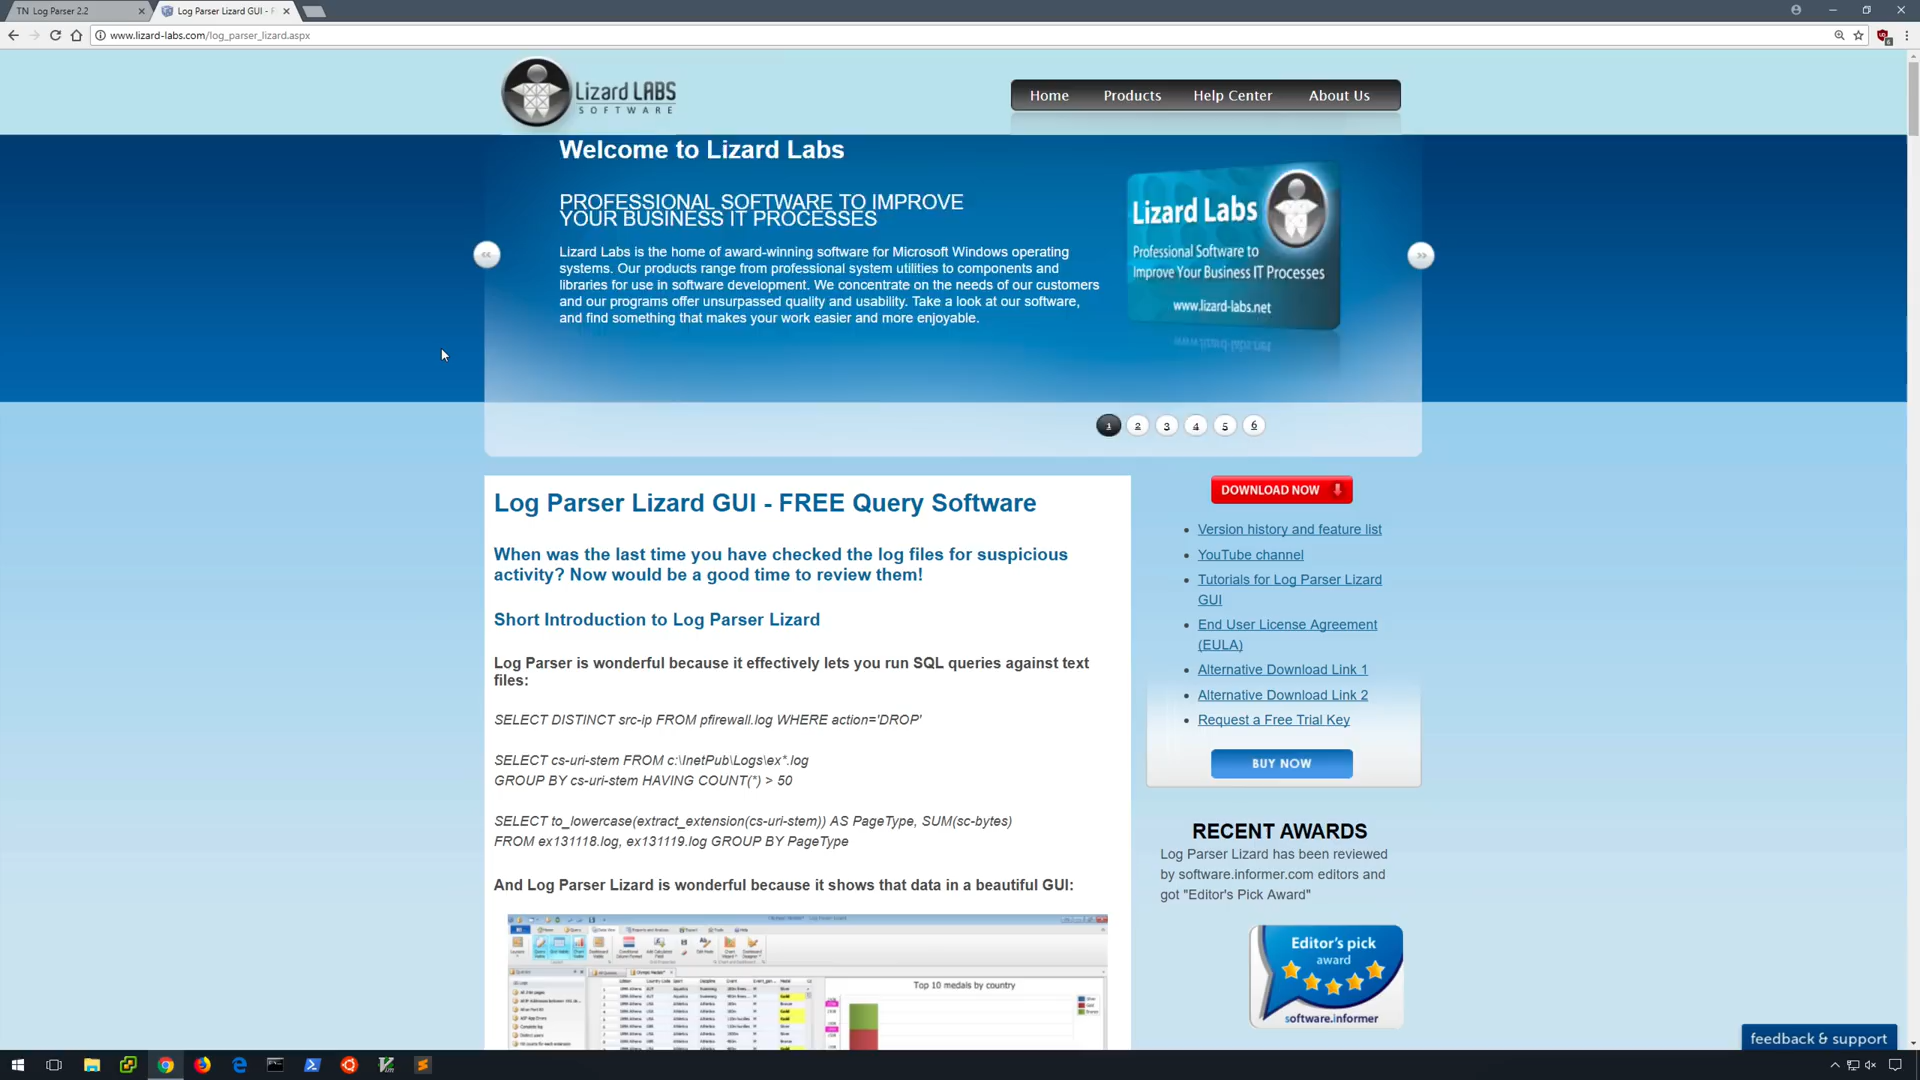 TN Log Parser 2.2
Log Parser Lizard GUI - F
www.lizard-labs.com/log_parser_lizard.aspx
Lizard LABS
SOFTWARE
Home Products Help Center About Us
Welcome to Lizard Labs
PROFESSIONAL SOFTWARE TO IMPROVE
YOUR BUSINESS IT PROCESSES
Lizard Labs is the home of award-winning software for Microsoft Windows operating
systems. Our products range from professional system utilities to components and
libraries for use in software development. We concentrate on the needs of our customers
and our programs offer unsurpassed quality and usability. Take a look at our software,
and find something that makes your work easier and more enjoyable.
Lizard Labs
Professional Software to
Improve Your Business IT Processes
www.lizard-labs.net
1 2 3 4 5 6
Log Parser Lizard GUI - FREE Query Software
When was the last time you have checked the log files for suspicious
activity? Now would be a good time to review them!
Short Introduction to Log Parser Lizard
Log Parser is wonderful because it effectively lets you run SQL queries against text
files:
SELECT DISTINCT src-ip FROM pfirewall.log WHERE action='DROP'
SELECT cs-uri-stem FROM c:\InetPub\Logs\ex*.log
GROUP BY cs-uri-stem HAVING COUNT(*) > 50
SELECT to_lowercase(extract_extension(cs-uri-stem)) AS PageType, SUM(sc-bytes)
FROM ex131118.log, ex131119.log GROUP BY PageType
And Log Parser Lizard is wonderful because it shows that data in a beautiful GUI:
Top 10 medals by country
DOWNLOAD NOW
Version history and feature list
YouTube channel
Tutorials for Log Parser Lizard
GUI
End User License Agreement
(EULA)
Alternative Download Link 1
Alternative Download Link 2
Request a Free Trial Key
BUY NOW
RECENT AWARDS
Log Parser Lizard has been reviewed
by software.informer.com editors and
got "Editor's Pick Award"
Editor's pick
award
software.informer
feedback & support